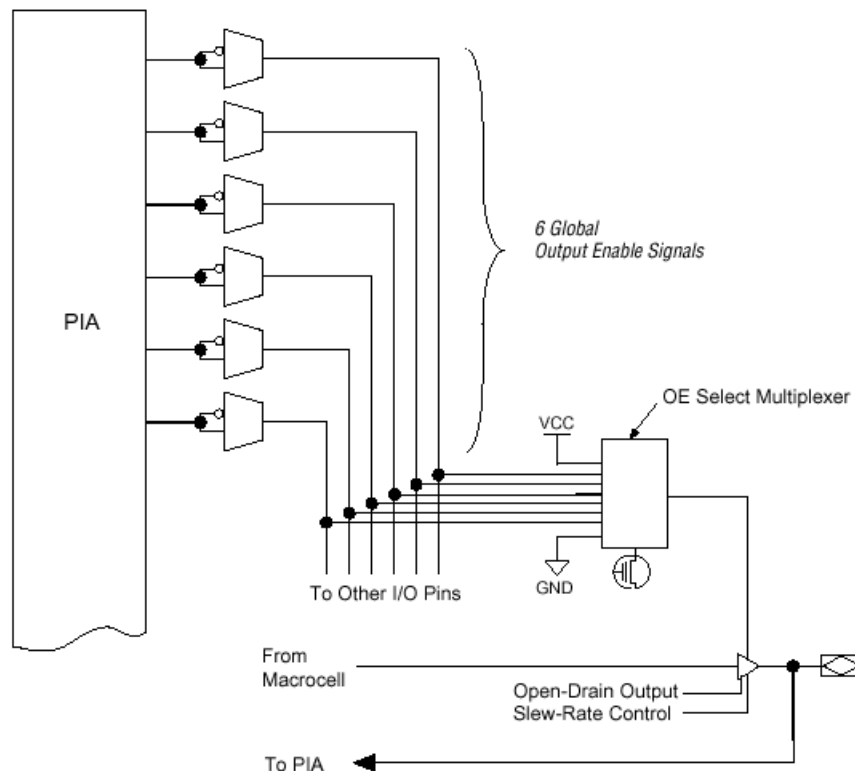 6 Global
Output Enable Signals
PIA
OE Select Multiplexer
VCC
GND
To Other I/O Pins
From
Macrocell
Open-Drain Output
Slew-Rate Control
To PIA